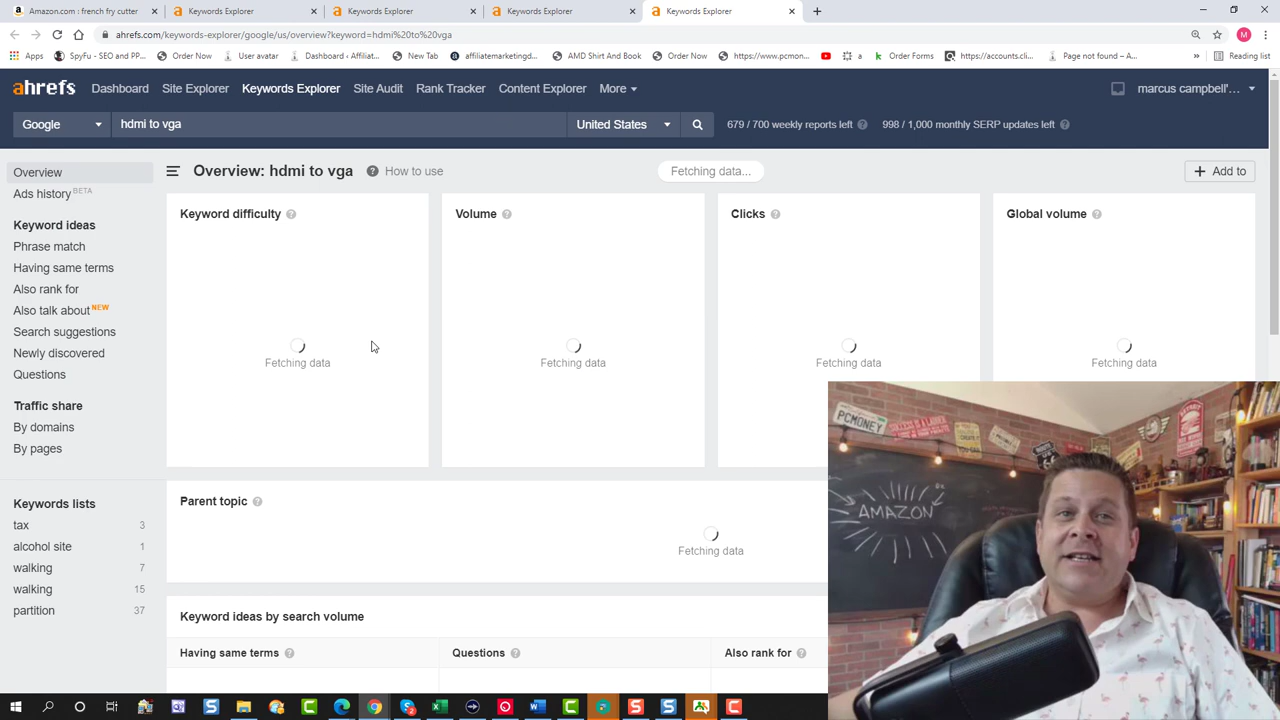 Amazon.com : french fry cutter
Keywords Explorer
Keywords Explorer
Keywords Explorer
Keywords Explorer
ahrefs.com/keywords-explorer/google/us/overview?keyword=hdmi%20to%20vga
Apps
SpyFu - SEO and PP...
Order Now
User avatar
Dashboard ‹ Affiliat...
New Tab
affiliatemarketingd...
AMD Shirt And Book
Order Now
https://www.pcmon...
a
Order Forms
https://accounts.cli...
Page not found – A...
»
Reading list
ahrefs
Dashboard
Site Explorer
Keywords Explorer
Site Audit
Rank Tracker
Content Explorer
More
marcus campbell'...
Google
hdmi to vga
United States
679 / 700 weekly reports left
998 / 1,000 monthly SERP updates left
Overview
Ads history BETA
Keyword ideas
Phrase match
Having same terms
Also rank for
Also talk about NEW
Search suggestions
Newly discovered
Questions
Traffic share
By domains
By pages
Keywords lists
tax 3
alcohol site 1
walking 7
walking 15
partition 37
Overview: hdmi to vga
How to use
Fetching data...
+ Add to
Keyword difficulty
Fetching data
Volume
Fetching data
Clicks
Fetching data
Global volume
Fetching data
Parent topic
Fetching data
Keyword ideas by search volume
Having same terms
Questions
Also rank for
PCMONEY
SUCCESS IS A LADDER
AMAZON